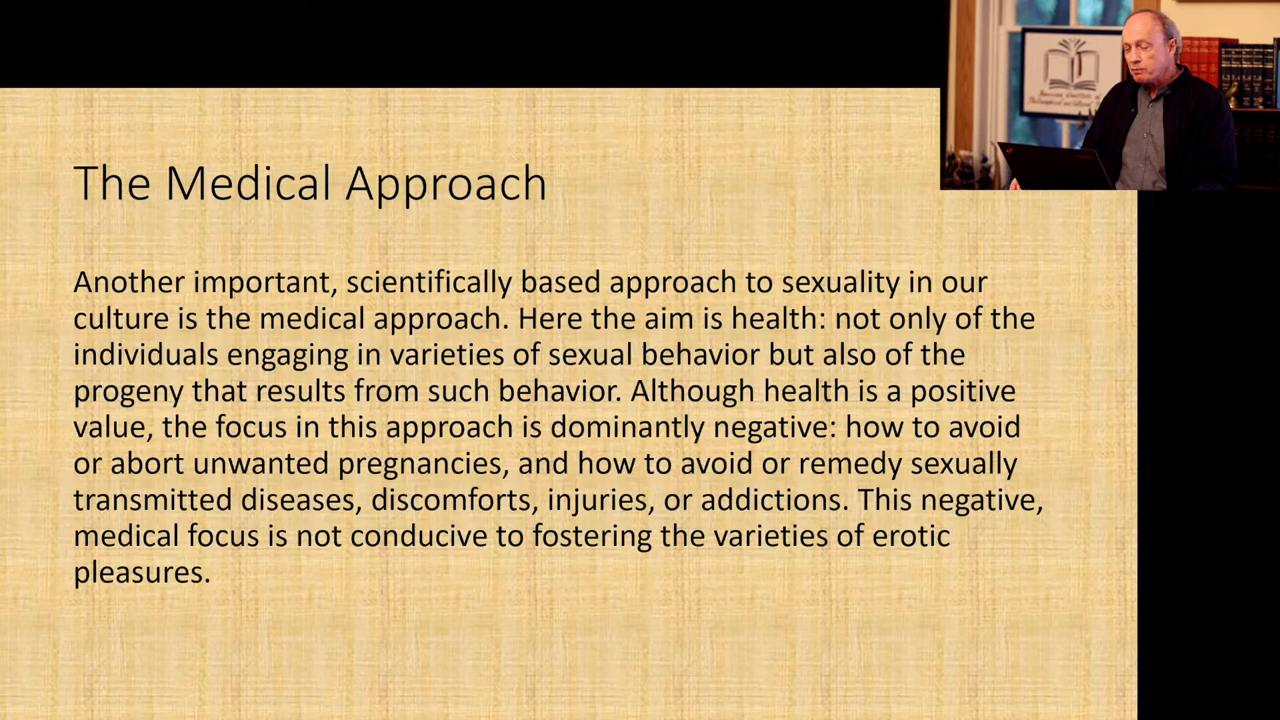 The Medical Approach
Another important, scientifically based approach to sexuality in our
culture is the medical approach. Here the aim is health: not only of the
individuals engaging in varieties of sexual behavior but also of the
progeny that results from such behavior. Although health is a positive
value, the focus in this approach is dominantly negative: how to avoid
or abort unwanted pregnancies, and how to avoid or remedy sexually
transmitted diseases, discomforts, injuries, or addictions. This negative,
medical focus is not conducive to fostering the varieties of erotic
pleasures.